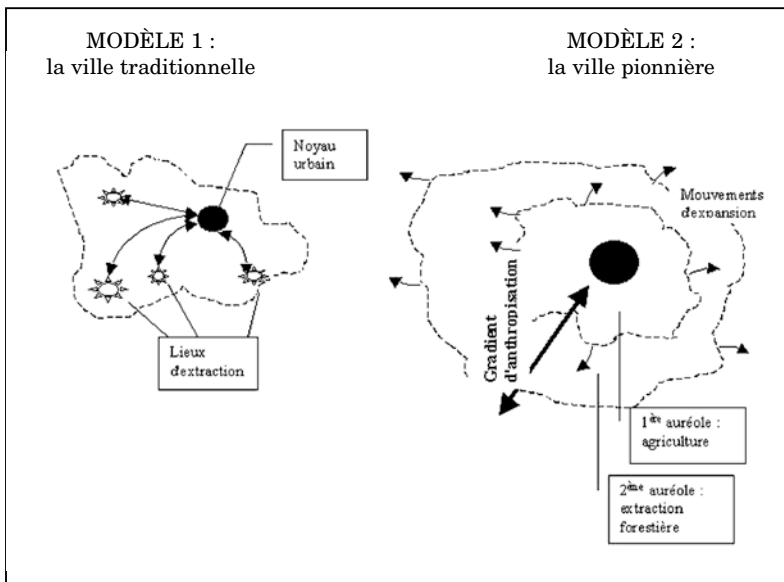 MODÈLE 1 :
la ville traditionnelle
MODÈLE 2 :
la ville pionnière
Noyau
urbain
Lieux
d'extraction
Mouvements
d'expansion
Gradient
d'anthropisation
1ère auréole :
agriculture
2ème auréole :
extraction
forestière